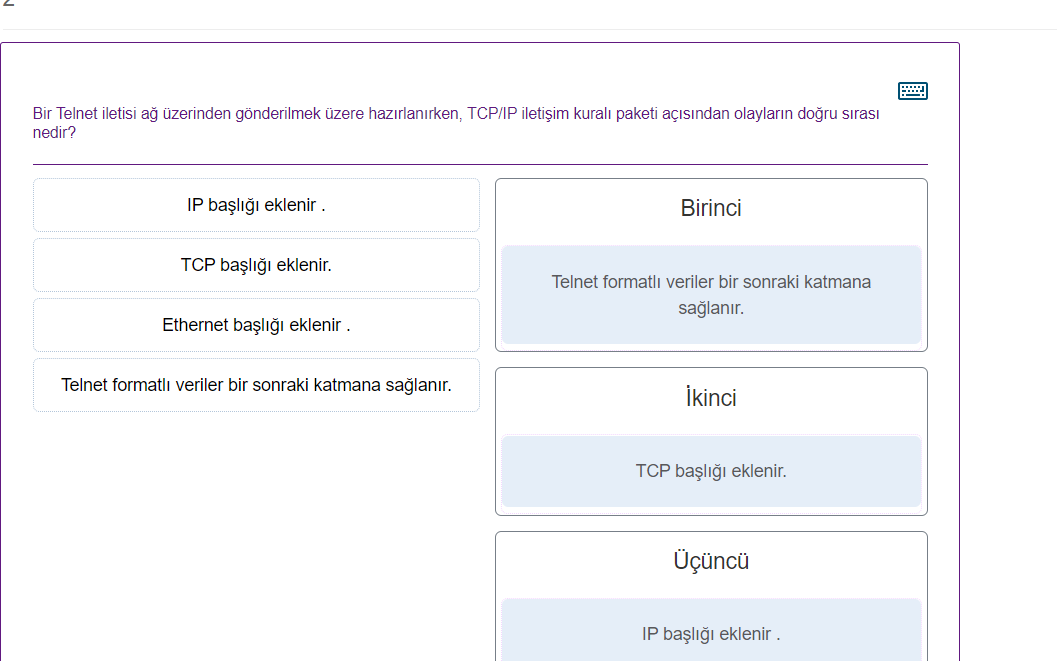 2
Bir Telnet iletisi ağ üzerinden gönderilmek üzere hazırlanırken, TCP/IP iletişim kuralı paketi açısından olayların doğru sırası
nedir?
IP başlığı eklenir .
TCP başlığı eklenir.
Ethernet başlığı eklenir .
Telnet formatlı veriler bir sonraki katmana sağlanır.
Birinci
Telnet formatlı veriler bir sonraki katmana
sağlanır.
İkinci
TCP başlığı eklenir.
Üçüncü
IP başlığı eklenir .